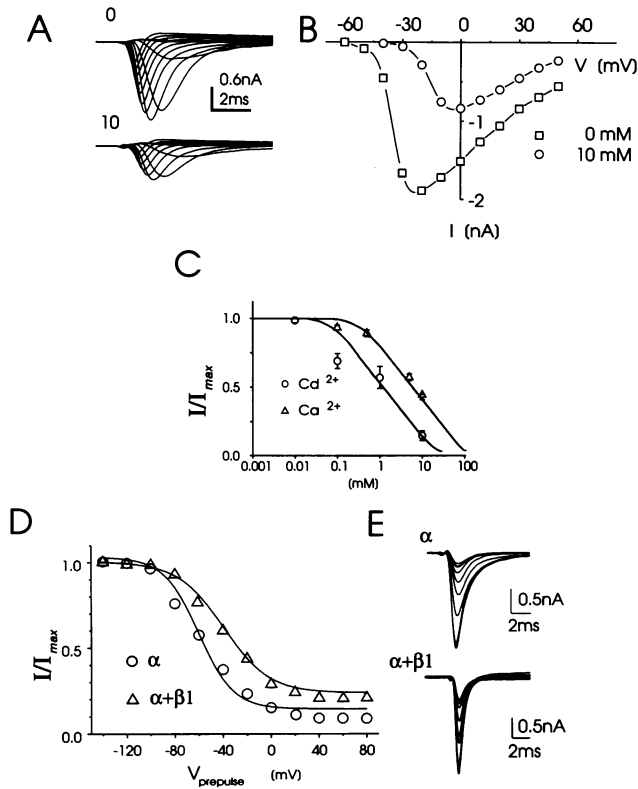 A
0
0.6nA
2ms
10
B
-60 -30 0 30 60
V [mV]
-1
-2
I [nA]
0 mM
10 mM
C
I/Imax
1.0
0.5
0.0
Cd 2+
Ca 2+
0.001 0.01 0.1 1 10 100
[mM]
D
I/Imax
1.0
0.5
0.0
α
α+β1
-120 -80 -40 0 40 80
Vprepulse [mV]
E
α
0.5nA
2ms
α+β1
0.5nA
2ms